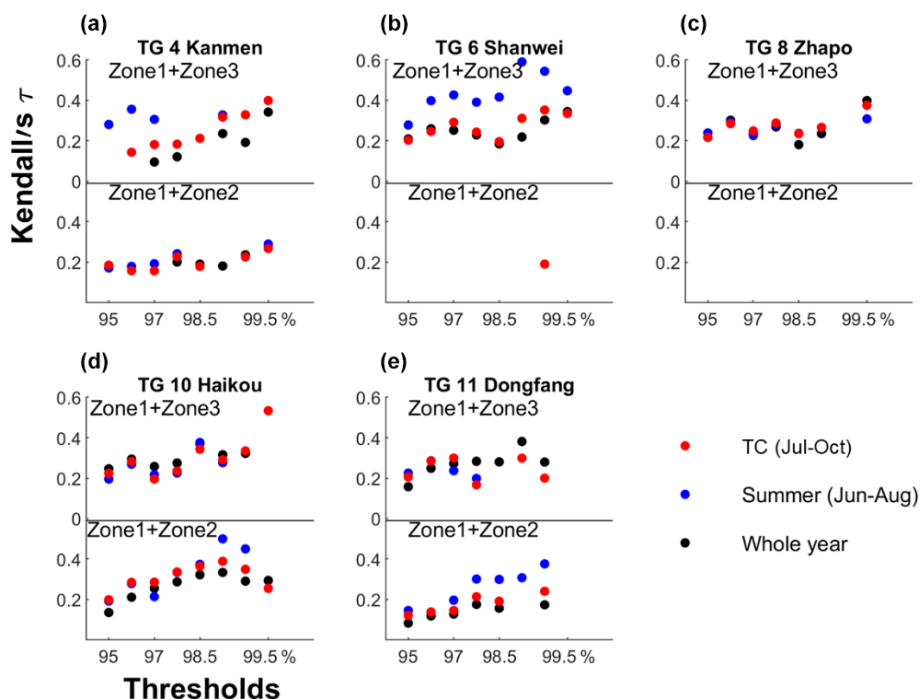 (a)
TG 4 Kanmen
Zone1+Zone3
0.6
0.4
0.2
0
Zone1+Zone2
0.4
0.2
95 97 98.5 99.5 %
(b)
TG 6 Shanwei
Zone1+Zone3
0.6
0.4
0.2
0
Zone1+Zone2
0.4
0.2
95 97 98.5 99.5 %
(c)
TG 8 Zhapo
Zone1+Zone3
0.6
0.4
0.2
0
Zone1+Zone2
0.4
0.2
95 97 98.5 99.5 %
Kendall/s τ
(d)
TG 10 Haikou
Zone1+Zone3
0.6
0.4
0.2
0
Zone1+Zone2
0.4
0.2
95 97 98.5 99.5 %
(e)
TG 11 Dongfang
Zone1+Zone3
0.6
0.4
0.2
0
Zone1+Zone2
0.4
0.2
95 97 98.5 99.5 %
TC (Jul-Oct)
Summer (Jun-Aug)
Whole year
Thresholds